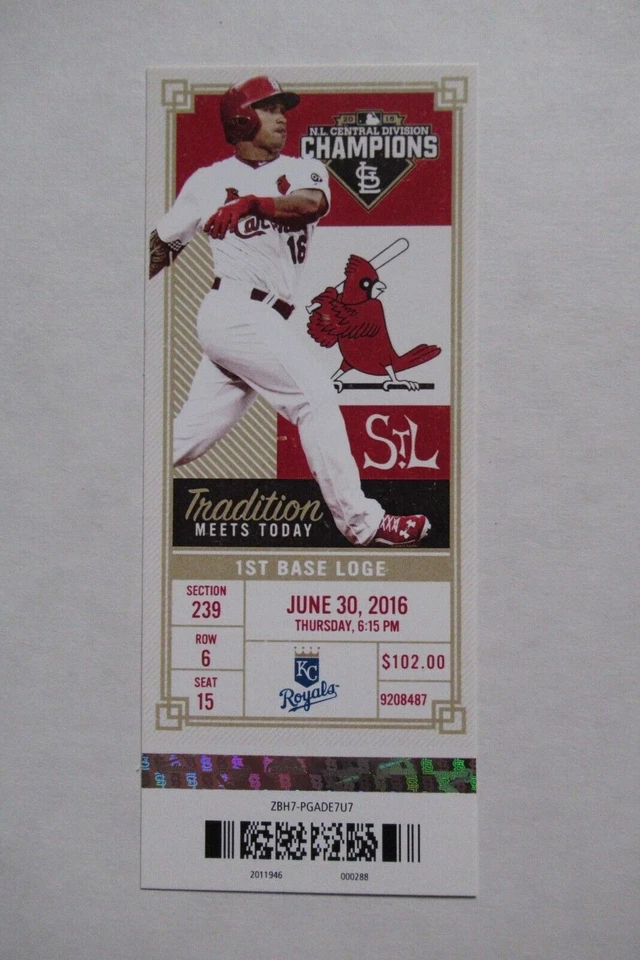 2015
N.L. CENTRAL DIVISION
CHAMPIONS
STL
Cardinals
16
STL
Tradition
MEETS TODAY
1ST BASE LOGE
SECTION
239
ROW
6
SEAT
15
JUNE 30, 2016
THURSDAY, 6:15 PM
KC
Royals
$102.00
9208487
ZBH7-PGADE7U7
2011946 000288